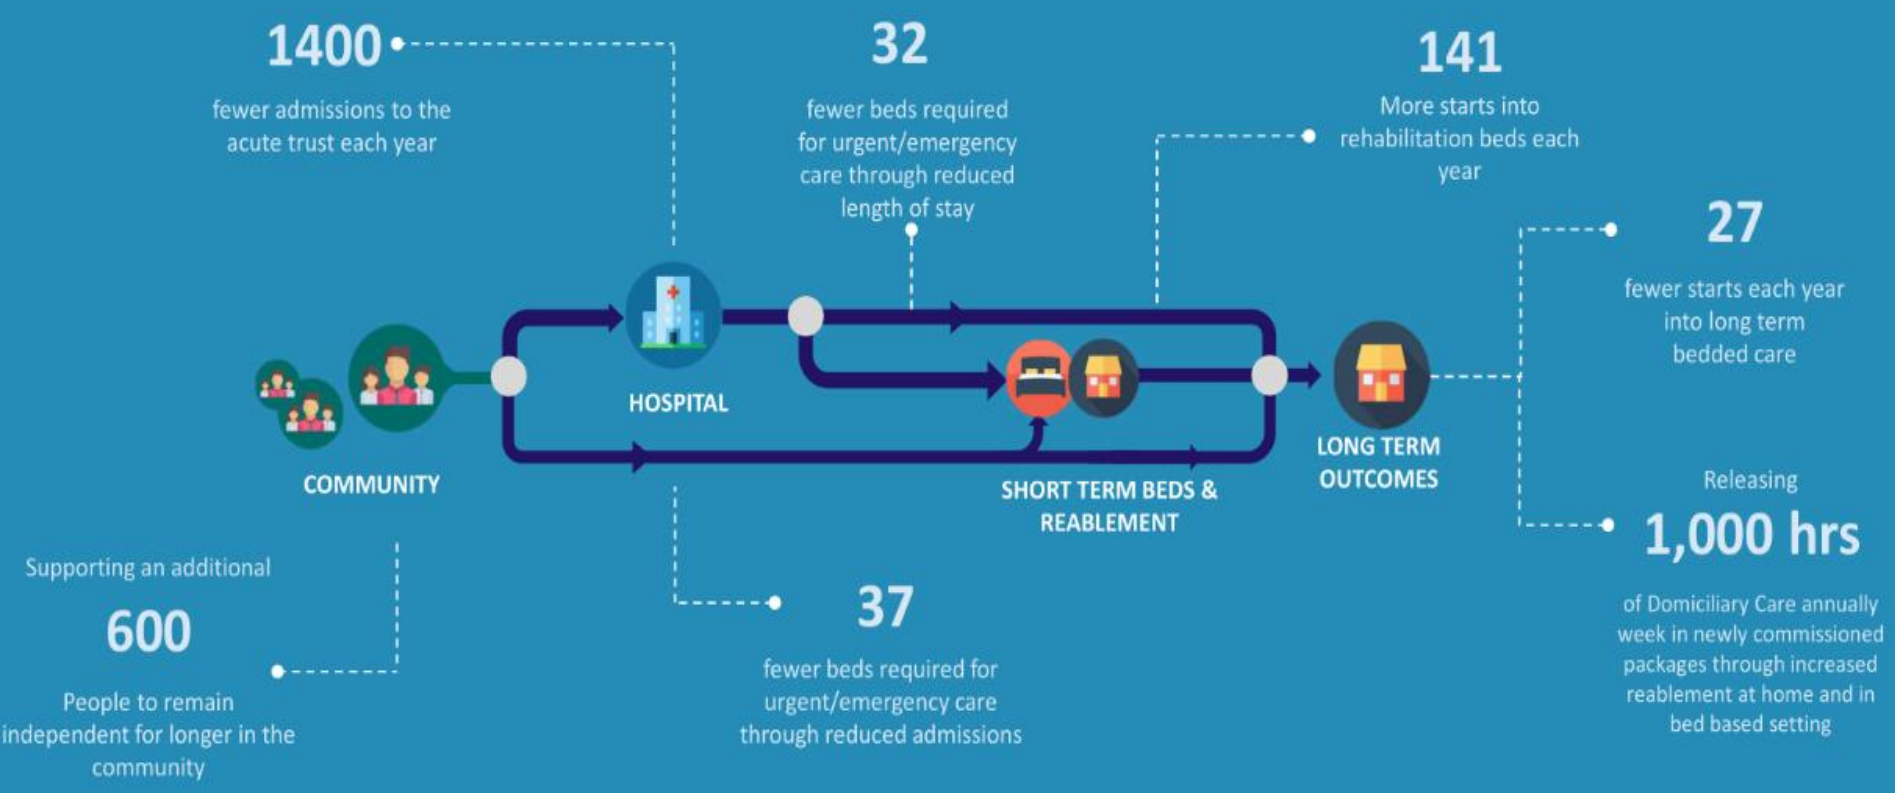 1400
fewer admissions to the
acute trust each year
32
fewer beds required
for urgent/emergency
care through reduced
length of stay
141
More starts into
rehabilitation beds each
year
27
fewer starts each year
into long term
bedded care
HOSPITAL
COMMUNITY
SHORT TERM BEDS &
REABLEMENT
LONG TERM
OUTCOMES
Supporting an additional
600
People to remain
independent for longer in the
community
37
fewer beds required for
urgent/emergency care
through reduced admissions
Releasing
1,000 hrs
of Domiciliary Care annually
week in newly commissioned
packages through increased
reablement at home and in
bed based setting